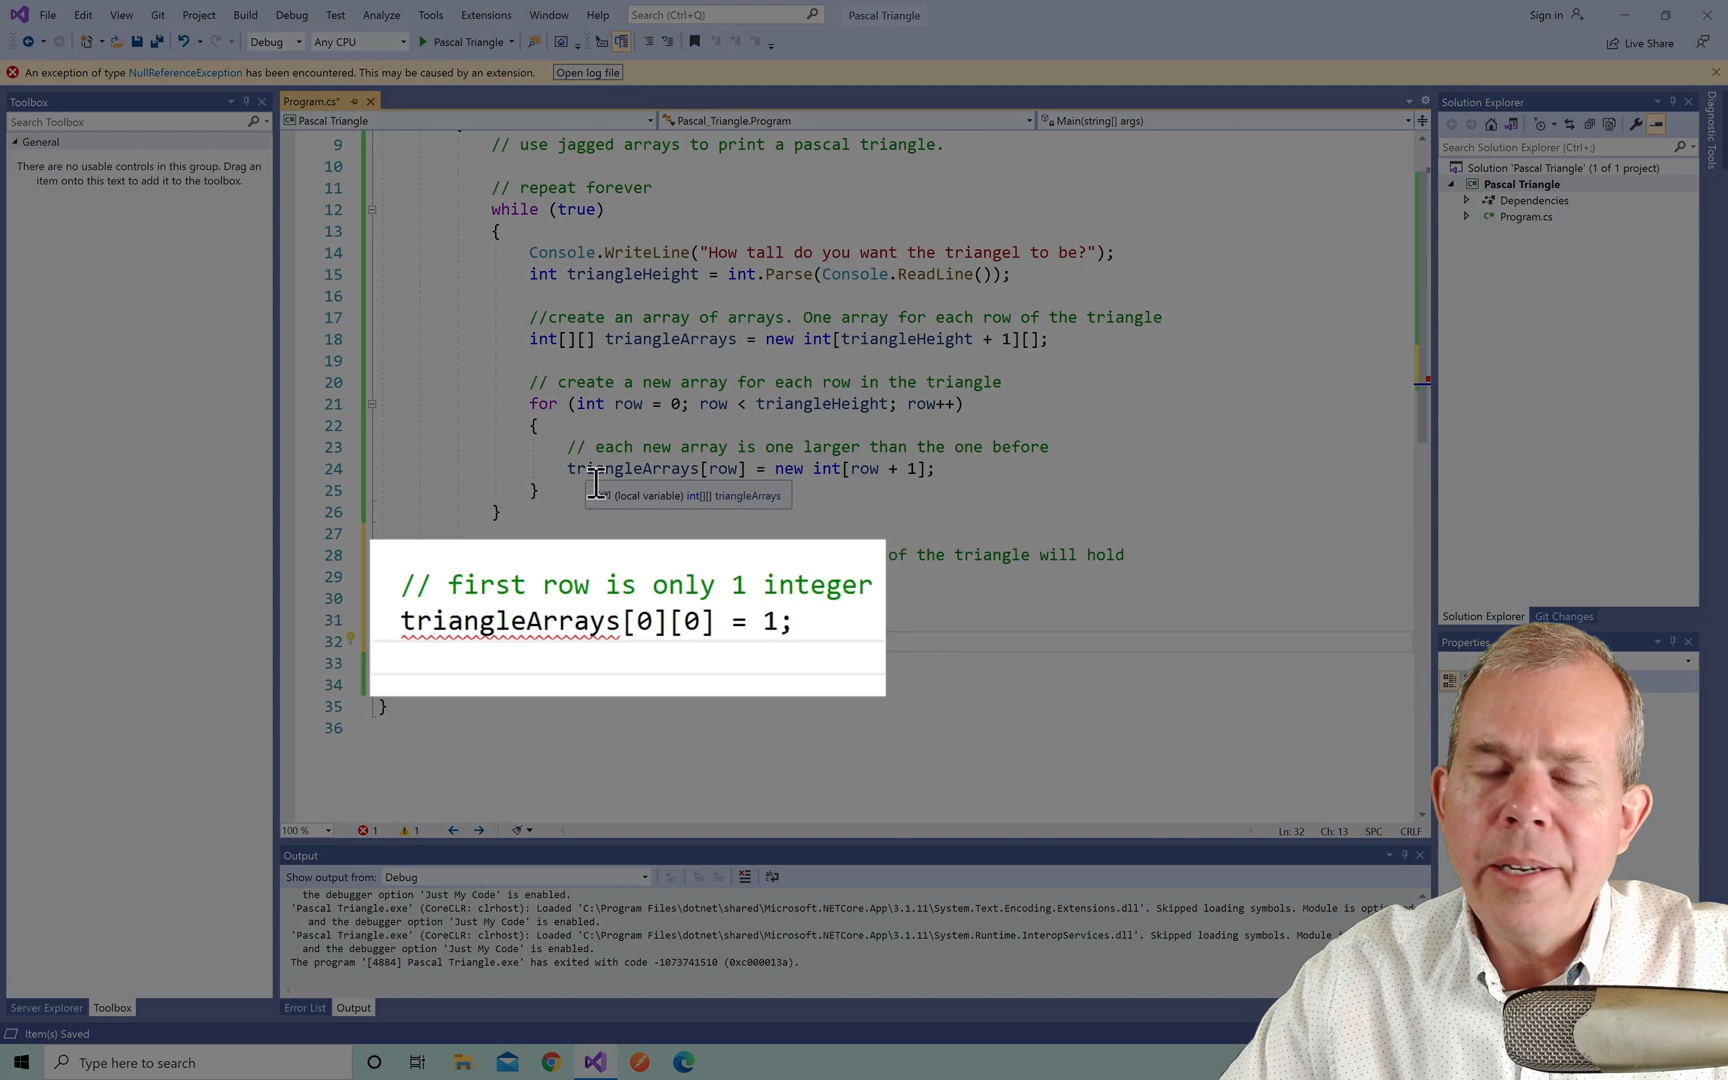 File Edit View Git Project Build Debug Test Analyze Tools Extensions Window Help Search (Ctrl+Q) Pascal Triangle Sign in
Debug Any CPU Pascal Triangle Live Share
An exception of type NullReferenceException has been encountered. This may be caused by an extension. Open log file
Toolbox
Search Toolbox
General
There are no usable controls in this group. Drag an
item onto this text to add it to the toolbox.
Program.cs*
Pascal Triangle Pascal_Triangle.Program Main(string[] args)
9 // use jagged arrays to print a pascal triangle.
10
11 // repeat forever
12 while (true)
13 {
14 Console.WriteLine("How tall do you want the triangel to be?");
15 int triangleHeight = int.Parse(Console.ReadLine());
16
17 //create an array of arrays. One array for each row of the triangle
18 int[][] triangleArrays = new int[triangleHeight + 1][];
19
20 // create a new array for each row in the triangle
21 for (int row = 0; row < triangleHeight; row++)
22 {
23 // each new array is one larger than the one before
24 triangleArrays[row] = new int[row + 1];
25 }
(local variable) int[][] triangleArrays
26 }
27
28 of the triangle will hold
29
30
31
32
33
34
35 }
36
// first row is only 1 integer
triangleArrays[0][0] = 1;
100 % 1 1 Ln: 32 Ch: 13 SPC CRLF
Output
Show output from: Debug
the debugger option 'Just My Code' is enabled.
'Pascal Triangle.exe' (CoreCLR: clrhost): Loaded 'C:\Program Files\dotnet\shared\Microsoft.NETCore.App\3.1.11\System.Text.Encoding.Extensions.dll'. Skipped loading symbols. Module is
and the debugger option 'Just My Code' is enabled.
'Pascal Triangle.exe' (CoreCLR: clrhost): Loaded 'C:\Program Files\dotnet\shared\Microsoft.NETCore.App\3.1.11\System.Runtime.InteropServices.dll'. Skipped loading symbols. Module
and the debugger option 'Just My Code' is enabled.
The program '[4884] Pascal Triangle.exe' has exited with code -1073741510 (0xc000013a).
Error List Output
Server Explorer Toolbox
Item(s) Saved
Type here to search
Solution Explorer
Search Solution Explorer (Ctrl+;)
Solution 'Pascal Triangle' (1 of 1 project)
Pascal Triangle
Dependencies
Program.cs
Solution Explorer Git Changes
Properties
Diagnostic Tools